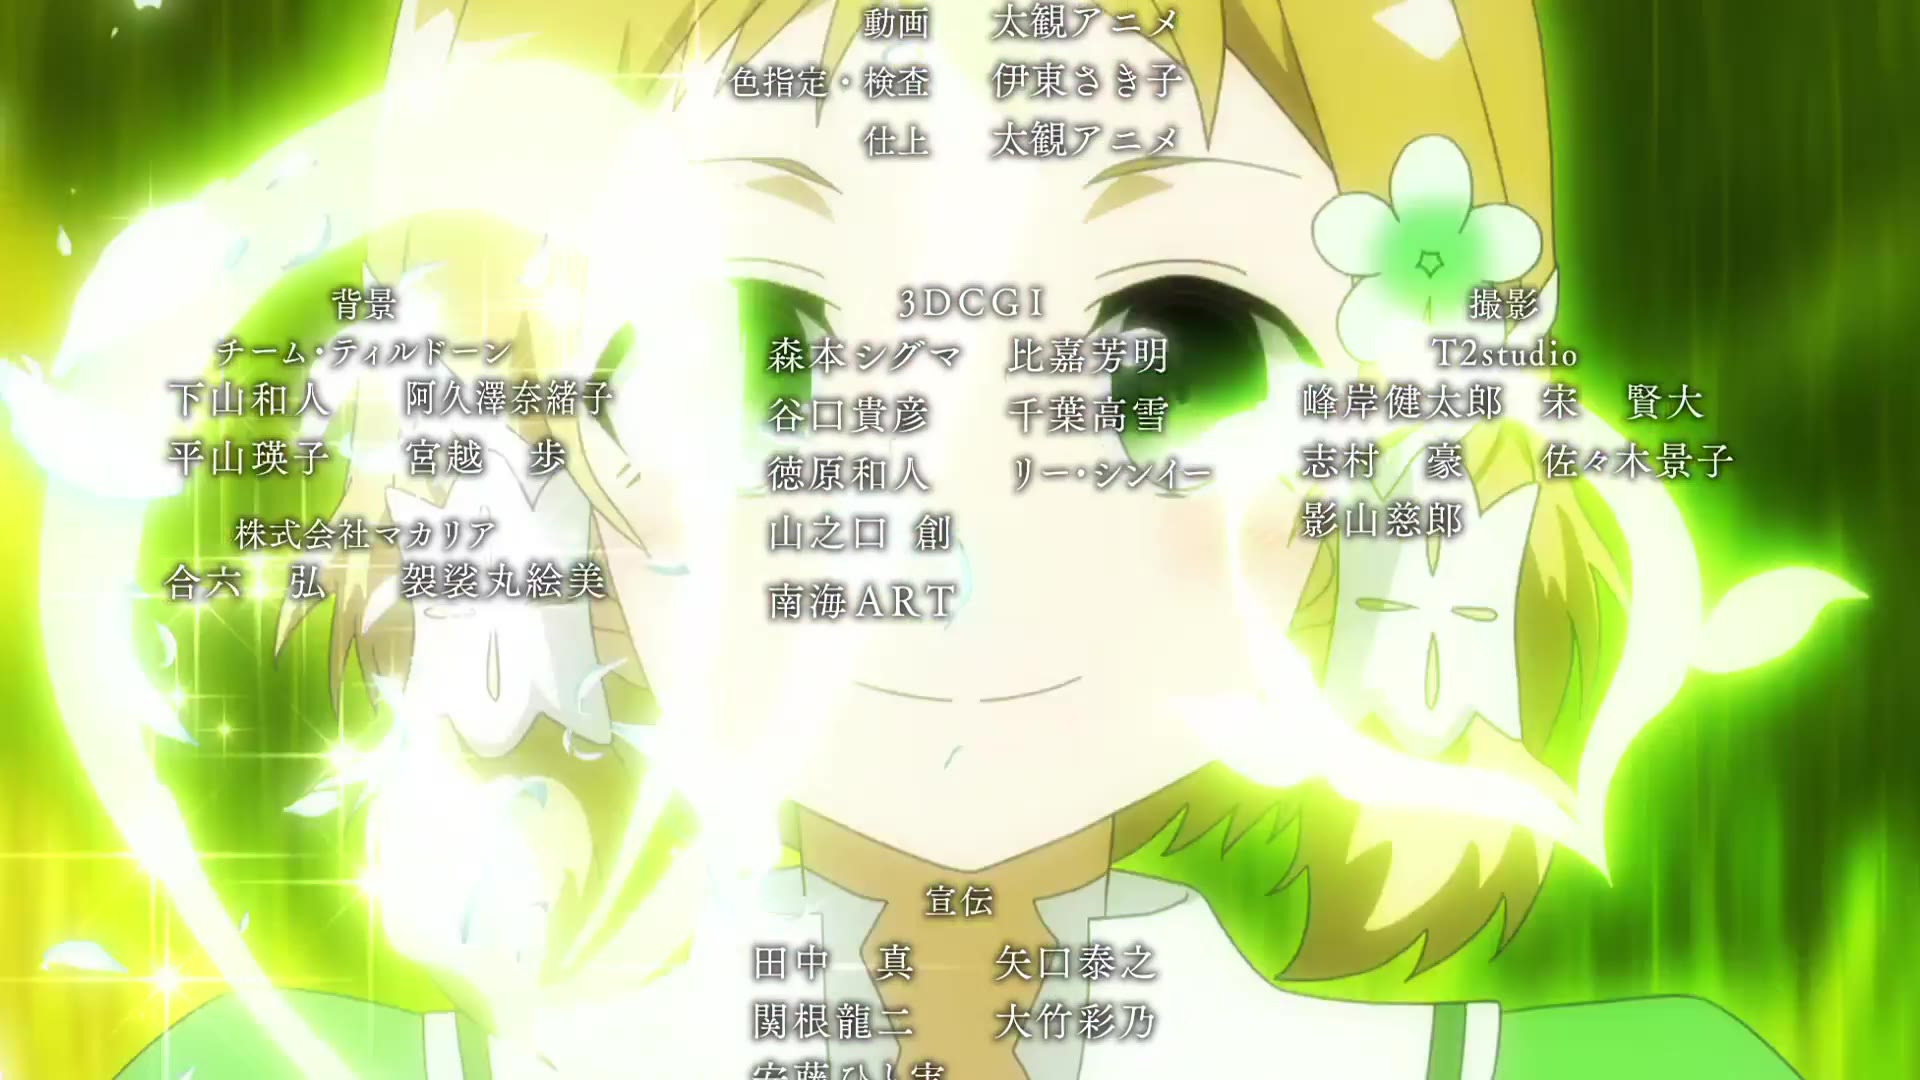 動画 太観アニメ
色指定・検査 伊東さき子
仕上 太観アニメ
背景
チーム・ティルドーン
下山和人 阿久澤奈緒子
平山瑛子 宮越 歩
株式会社マカリア
合六 弘 袈裟丸絵美
3DCGI
森本シグマ 比嘉芳明
谷口貴彦 千葉高雪
徳原和人 リー・シンイー
山之口 創
南海ART
撮影
T2studio
峰岸健太郎 宋 賢大
志村 豪 佐々木景子
影山慈郎
宣伝
田中 真 矢口泰之
関根龍二 大竹彩乃
安藤ひとま